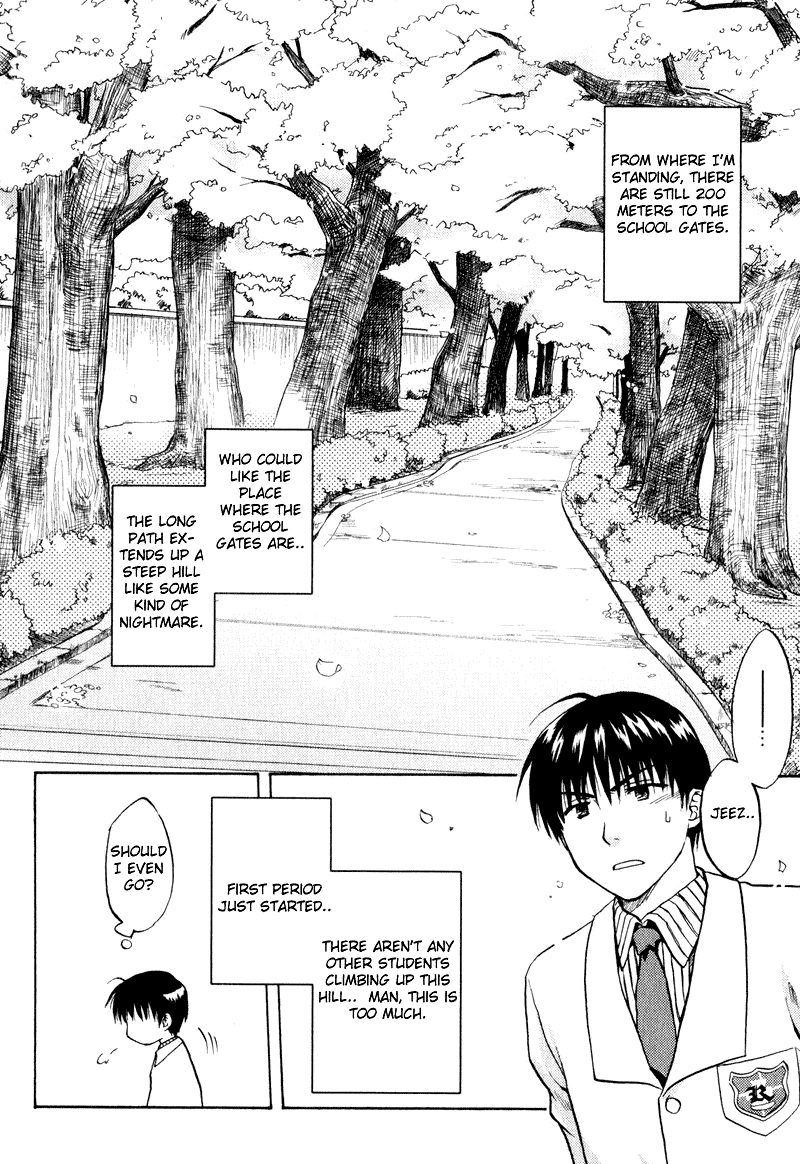 FROM WHERE I'M
STANDING, THERE
ARE STILL 200
METERS TO THE
SCHOOL GATES.
WHO COULD
LIKE THE
PLACE
WHERE THE
SCHOOL
GATES ARE..
THE LONG
PATH EX-
TENDS UP A
STEEP HILL
LIKE SOME
KIND OF
NIGHTMARE.
JEEZ..
FIRST PERIOD
JUST STARTED..
THERE AREN'T ANY
OTHER STUDENTS
CLIMBING UP THIS
HILL.. MAN, THIS IS
TOO MUCH.
SHOULD
I EVEN
GO?